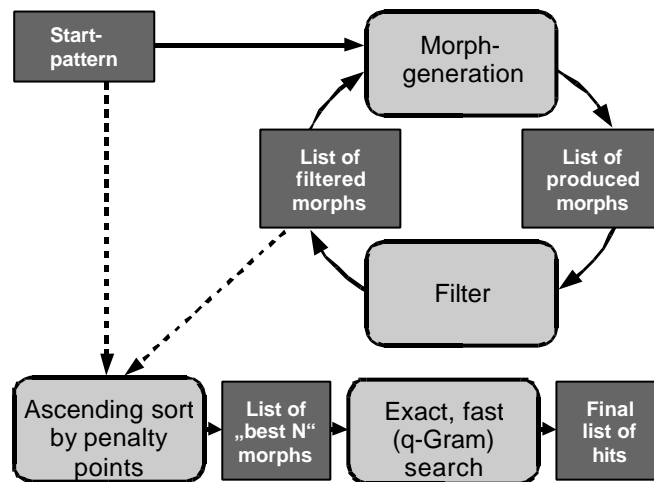 Start-
pattern
Morph-
generation
List of
filtered
morphs
List of
produced
morphs
Filter
Ascending sort
by penalty
points
List of
„best N“
morphs
Exact, fast
(q-Gram)
search
Final
list of
hits